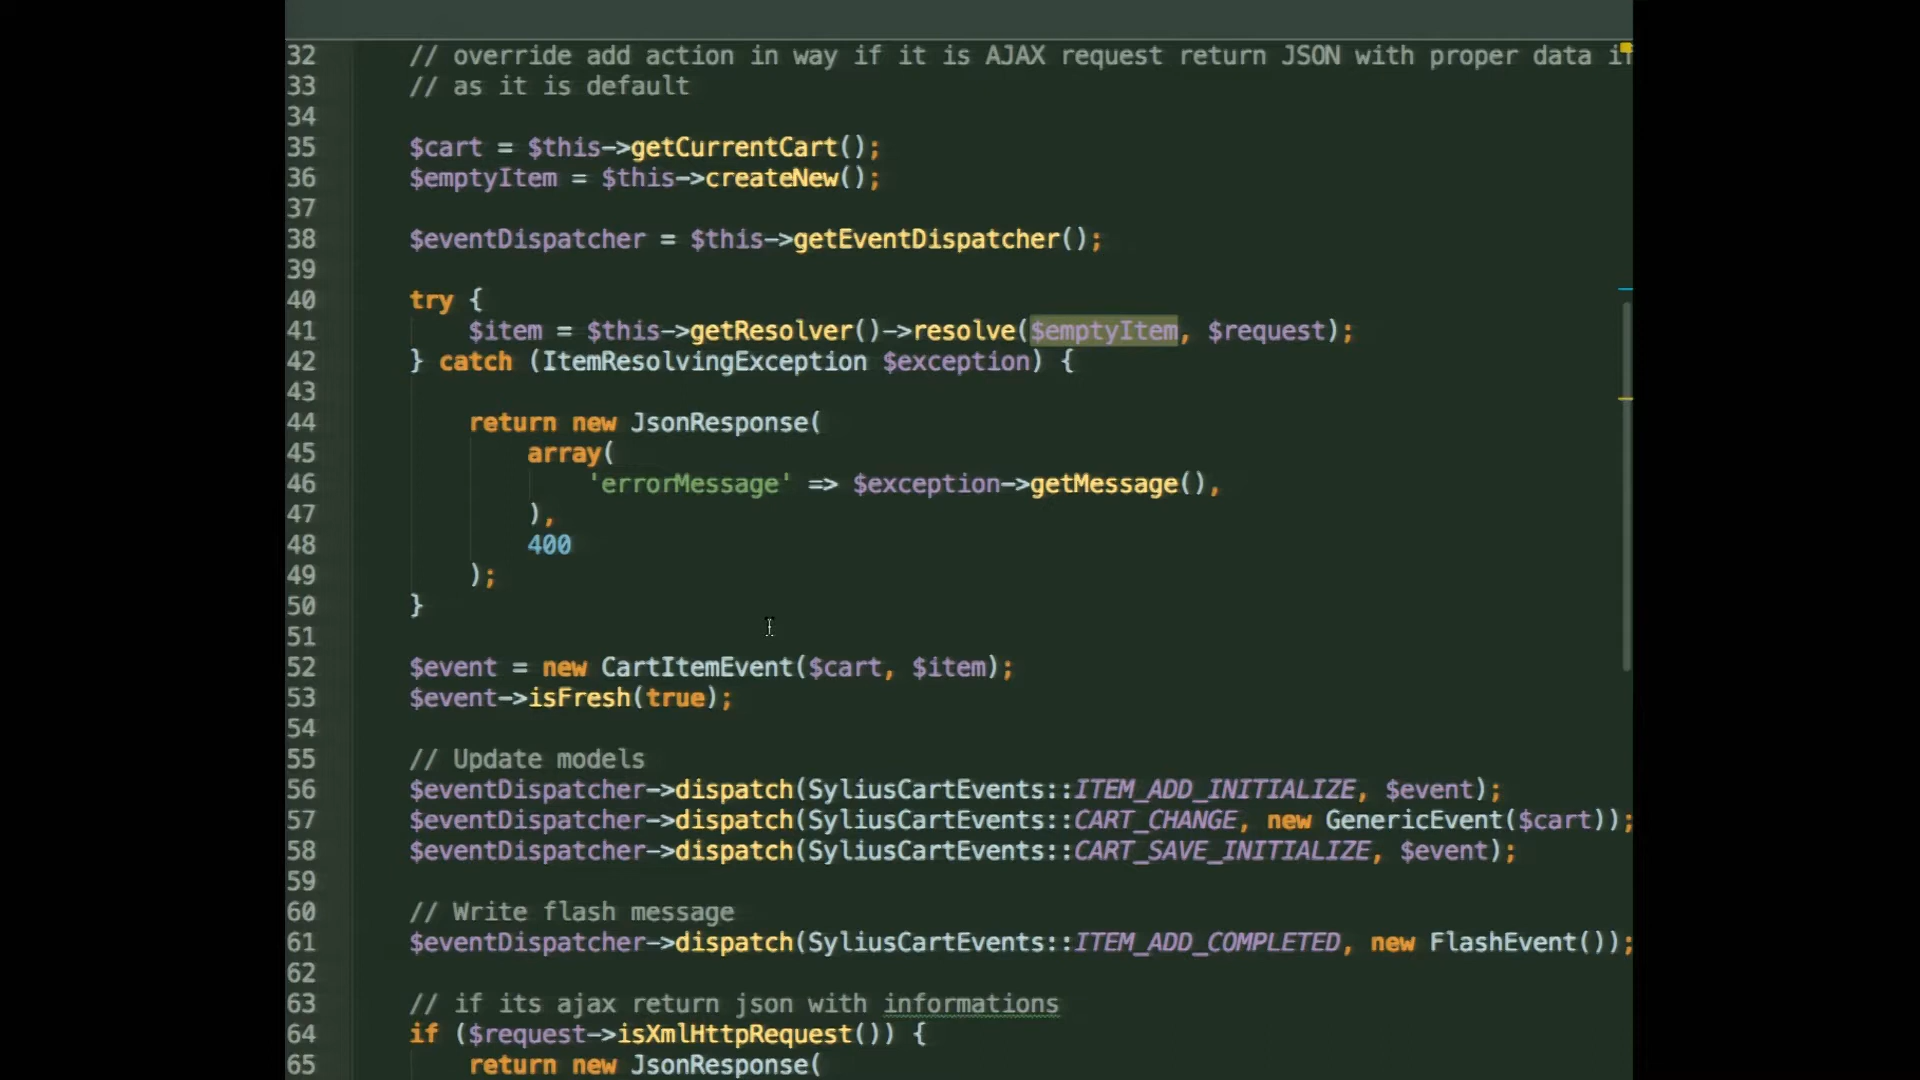 32 // override add action in way if it is AJAX request return JSON with proper data if
33 // as it is default
34
35 $cart = $this->getCurrentCart();
36 $emptyItem = $this->createNew();
37
38 $eventDispatcher = $this->getEventDispatcher();
39
40 try {
41 $item = $this->getResolver()->resolve($emptyItem, $request);
42 } catch (ItemResolvingException $exception) {
43
44 return new JsonResponse(
45 array(
46 'errorMessage' => $exception->getMessage(),
47 ),
48 400
49 );
50 }
51
52 $event = new CartItemEvent($cart, $item);
53 $event->isFresh(true);
54
55 // Update models
56 $eventDispatcher->dispatch(SyliusCartEvents::ITEM_ADD_INITIALIZE, $event);
57 $eventDispatcher->dispatch(SyliusCartEvents::CART_CHANGE, new GenericEvent($cart));
58 $eventDispatcher->dispatch(SyliusCartEvents::CART_SAVE_INITIALIZE, $event);
59
60 // Write flash message
61 $eventDispatcher->dispatch(SyliusCartEvents::ITEM_ADD_COMPLETED, new FlashEvent());
62
63 // if its ajax return json with informations
64 if ($request->isXmlHttpRequest()) {
65 return new JsonResponse(